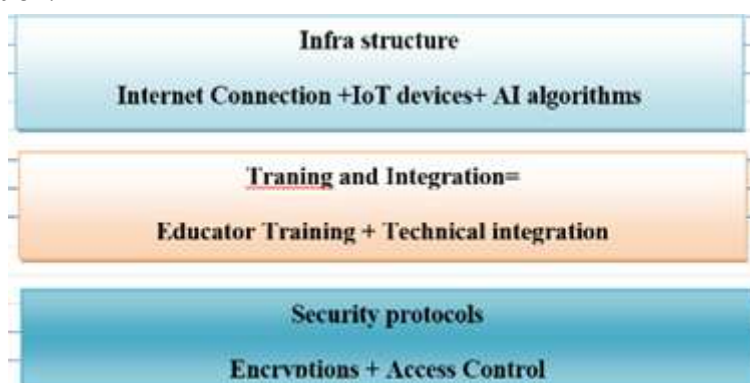 Infra structure
Internet Connection +IoT devices+ AI algorithms
Traning and Integration=
Educator Training + Technical integration
Security protocols
Encryptions + Access Control